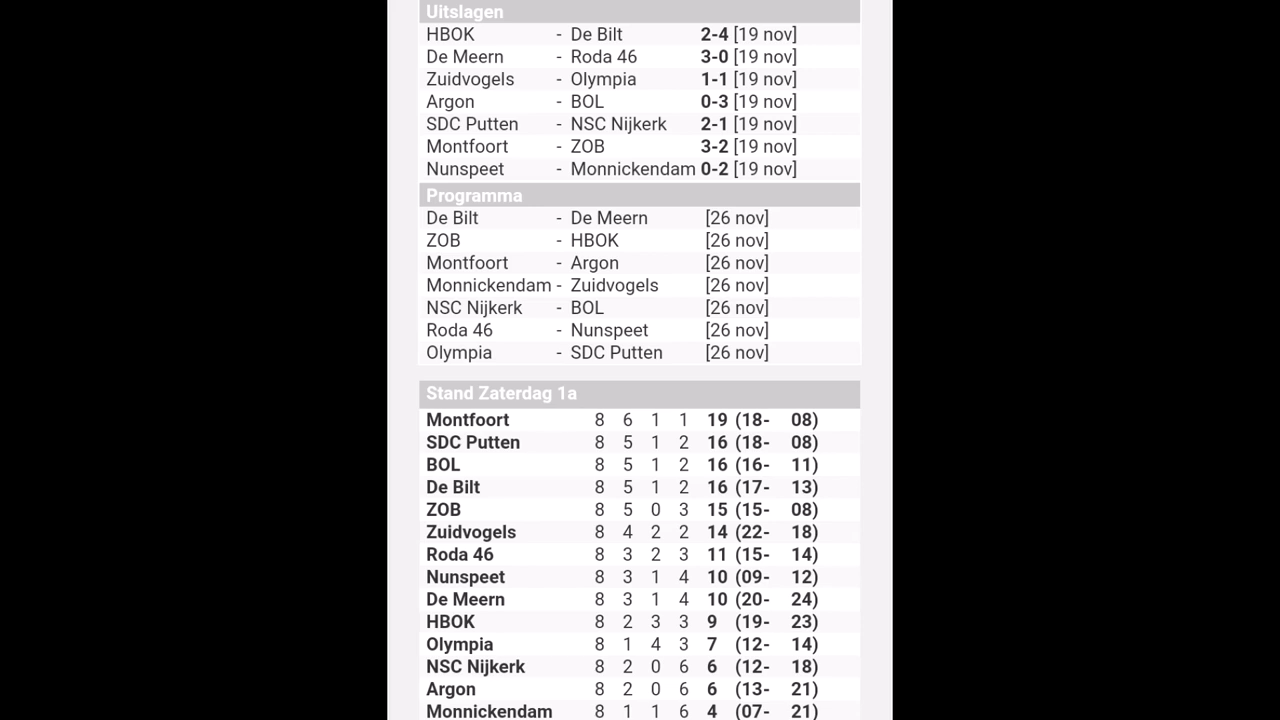 Uitslagen
HBOK - De Bilt 2-4 [19 nov]
De Meern - Roda 46 3-0 [19 nov]
Zuidvogels - Olympia 1-1 [19 nov]
Argon - BOL 0-3 [19 nov]
SDC Putten - NSC Nijkerk 2-1 [19 nov]
Montfoort - ZOB 3-2 [19 nov]
Nunspeet - Monnickendam 0-2 [19 nov]
Programma
De Bilt - De Meern [26 nov]
ZOB - HBOK [26 nov]
Montfoort - Argon [26 nov]
Monnickendam - Zuidvogels [26 nov]
NSC Nijkerk - BOL [26 nov]
Roda 46 - Nunspeet [26 nov]
Olympia - SDC Putten [26 nov]
Stand Zaterdag 1a
Montfoort 8 6 1 1 19 (18- 08)
SDC Putten 8 5 1 2 16 (18- 08)
BOL 8 5 1 2 16 (16- 11)
De Bilt 8 5 1 2 16 (17- 13)
ZOB 8 5 0 3 15 (15- 08)
Zuidvogels 8 4 2 2 14 (22- 18)
Roda 46 8 3 2 3 11 (15- 14)
Nunspeet 8 3 1 4 10 (09- 12)
De Meern 8 3 1 4 10 (20- 24)
HBOK 8 2 3 3 9 (19- 23)
Olympia 8 1 4 3 7 (12- 14)
NSC Nijkerk 8 2 0 6 6 (12- 18)
Argon 8 2 0 6 6 (13- 21)
Monnickendam 8 1 1 6 4 (07- 21)